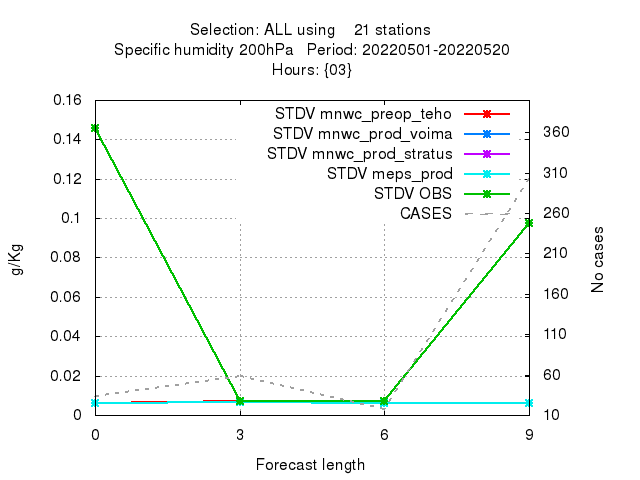 Selection: ALL using 21 stations
Specific humidity 200hPa Period: 20220501-20220520
Hours: {03}
STDV mnwc_preop_teho
STDV mnwc_prod_voima
STDV mnwc_prod_stratus
STDV meps_prod
STDV OBS
CASES
0.16
0.14
0.12
0.1
0.08
0.06
0.04
0.02
0
g/Kg
360
310
260
210
160
110
60
10
No cases
0 3 6 9
Forecast length